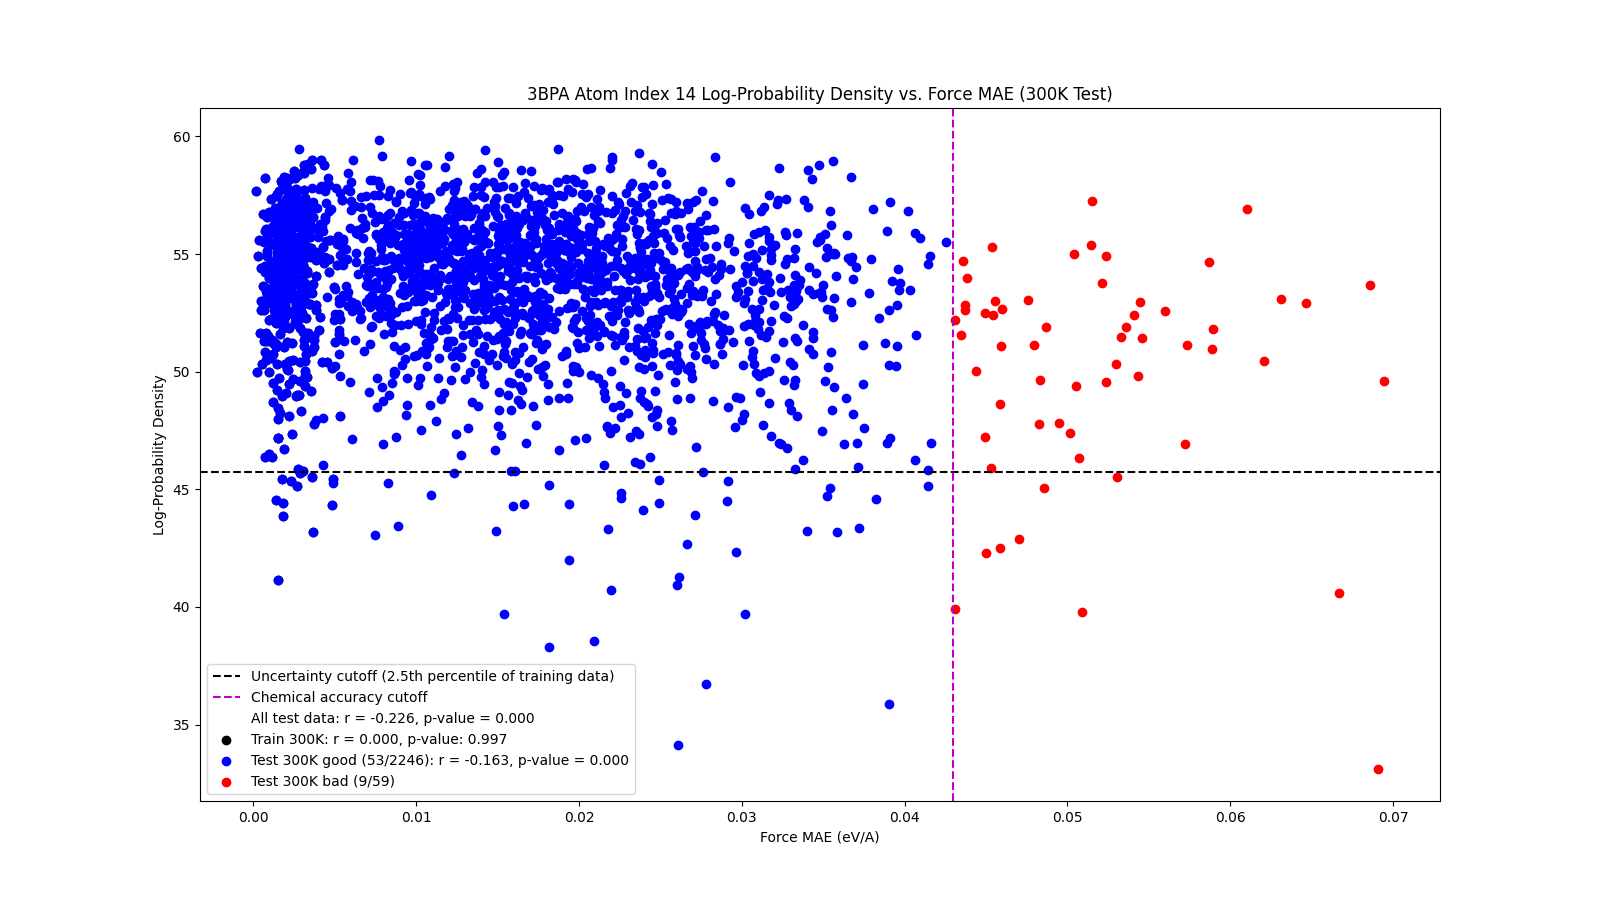 3BPA Atom Index 14 Log-Probability Density vs. Force MAE (300K Test)
60
55
50
45
40
35
Log-Probability Density
Uncertainty cutoff (2.5th percentile of training data)
Chemical accuracy cutoff
All test data: r = -0.226, p-value = 0.000
Train 300K: r = 0.000, p-value: 0.997
Test 300K good (53/2246): r = -0.163, p-value = 0.000
Test 300K bad (9/59)
0.00 0.01 0.02 0.03 0.04 0.05 0.06 0.07
Force MAE (eV/A)